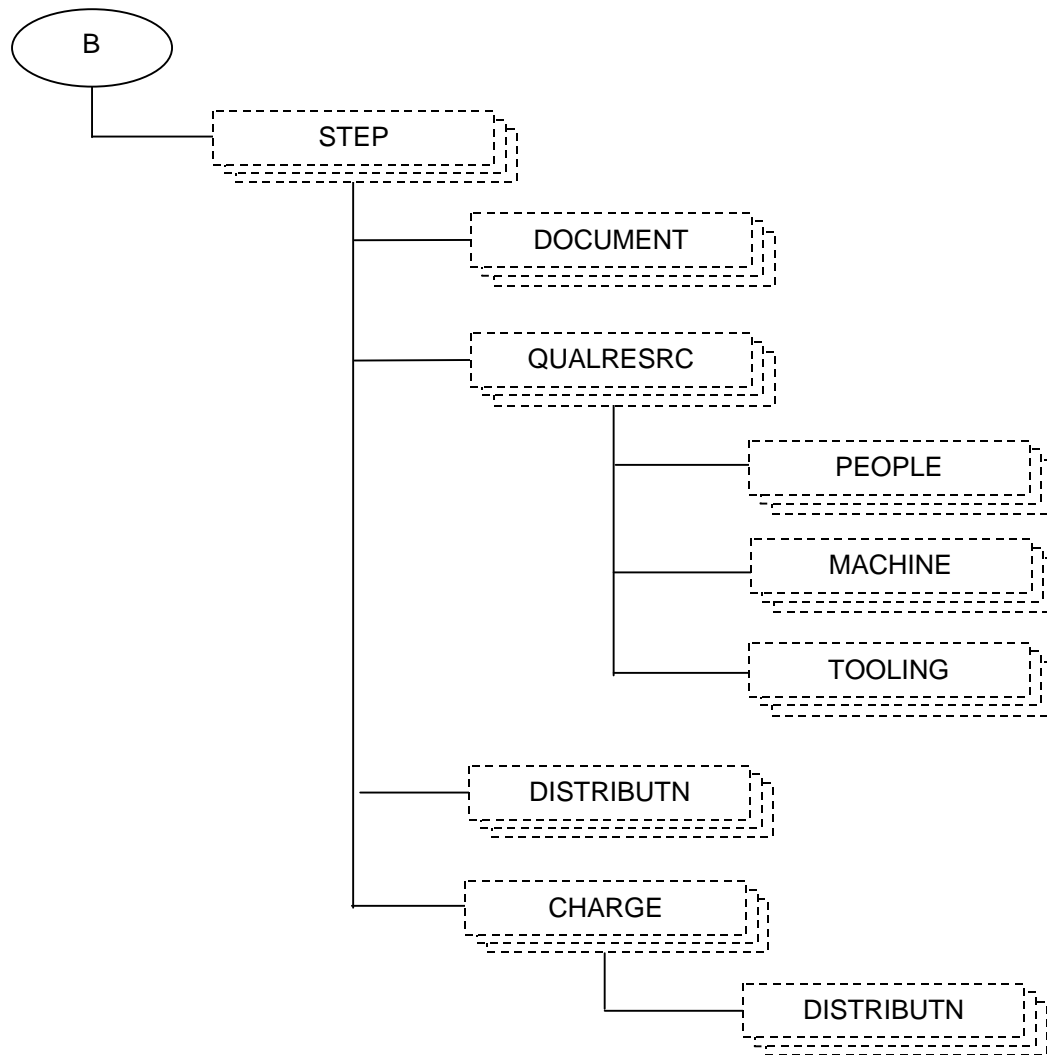 B
STEP
DOCUMENT
QUALRESRC
PEOPLE
MACHINE
TOOLING
DISTRIBUTN
CHARGE
DISTRIBUTN